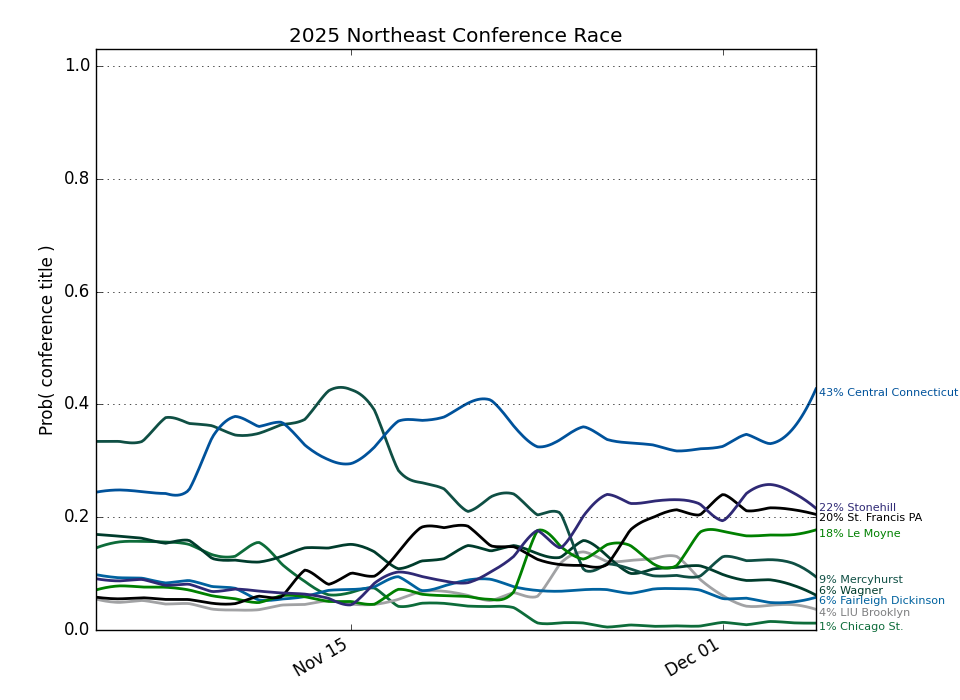 2025 Northeast Conference Race
1.0
0.8
0.6
0.4
0.2
0.0
Prob( conference title )
Nov 15
Dec 01
43% Central Connecticut
22% Stonehill
20% St. Francis PA
18% Le Moyne
9% Mercyhurst
6% Wagner
6% Fairleigh Dickinson
4% LIU Brooklyn
1% Chicago St.